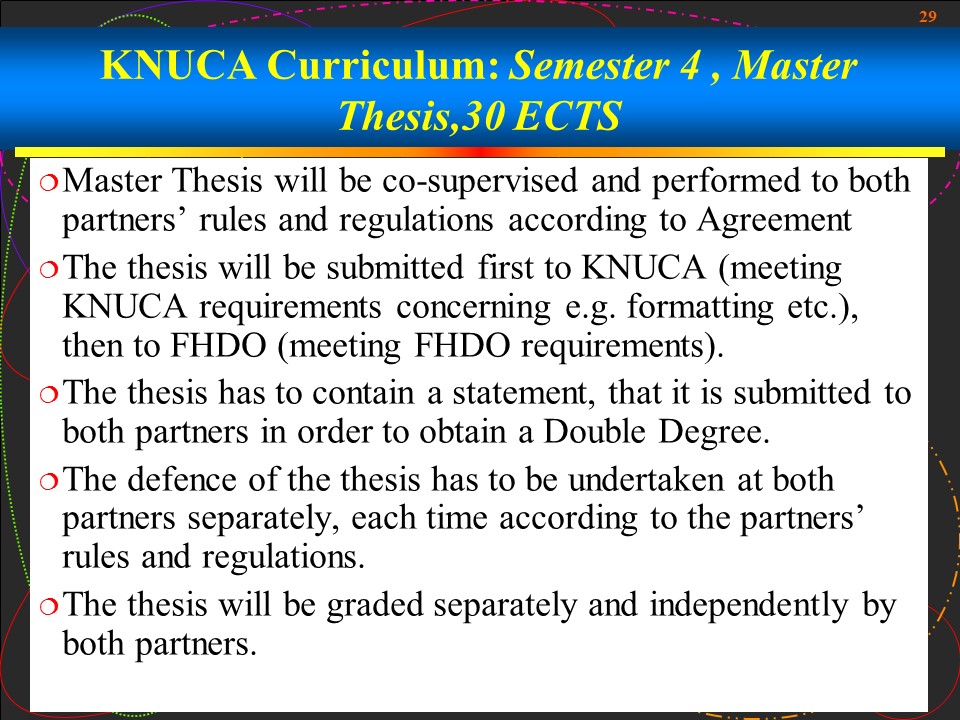 29
KNUCA Curriculum: Semester 4 , Master
Thesis,30 ECTS
❍ Master Thesis will be co-supervised and performed to both
partners’ rules and regulations according to Agreement
❍ The thesis will be submitted first to KNUCA (meeting
KNUCA requirements concerning e.g. formatting etc.),
then to FHDO (meeting FHDO requirements).
❍ The thesis has to contain a statement, that it is submitted to
both partners in order to obtain a Double Degree.
❍ The defence of the thesis has to be undertaken at both
partners separately, each time according to the partners’
rules and regulations.
❍ The thesis will be graded separately and independently by
both partners.